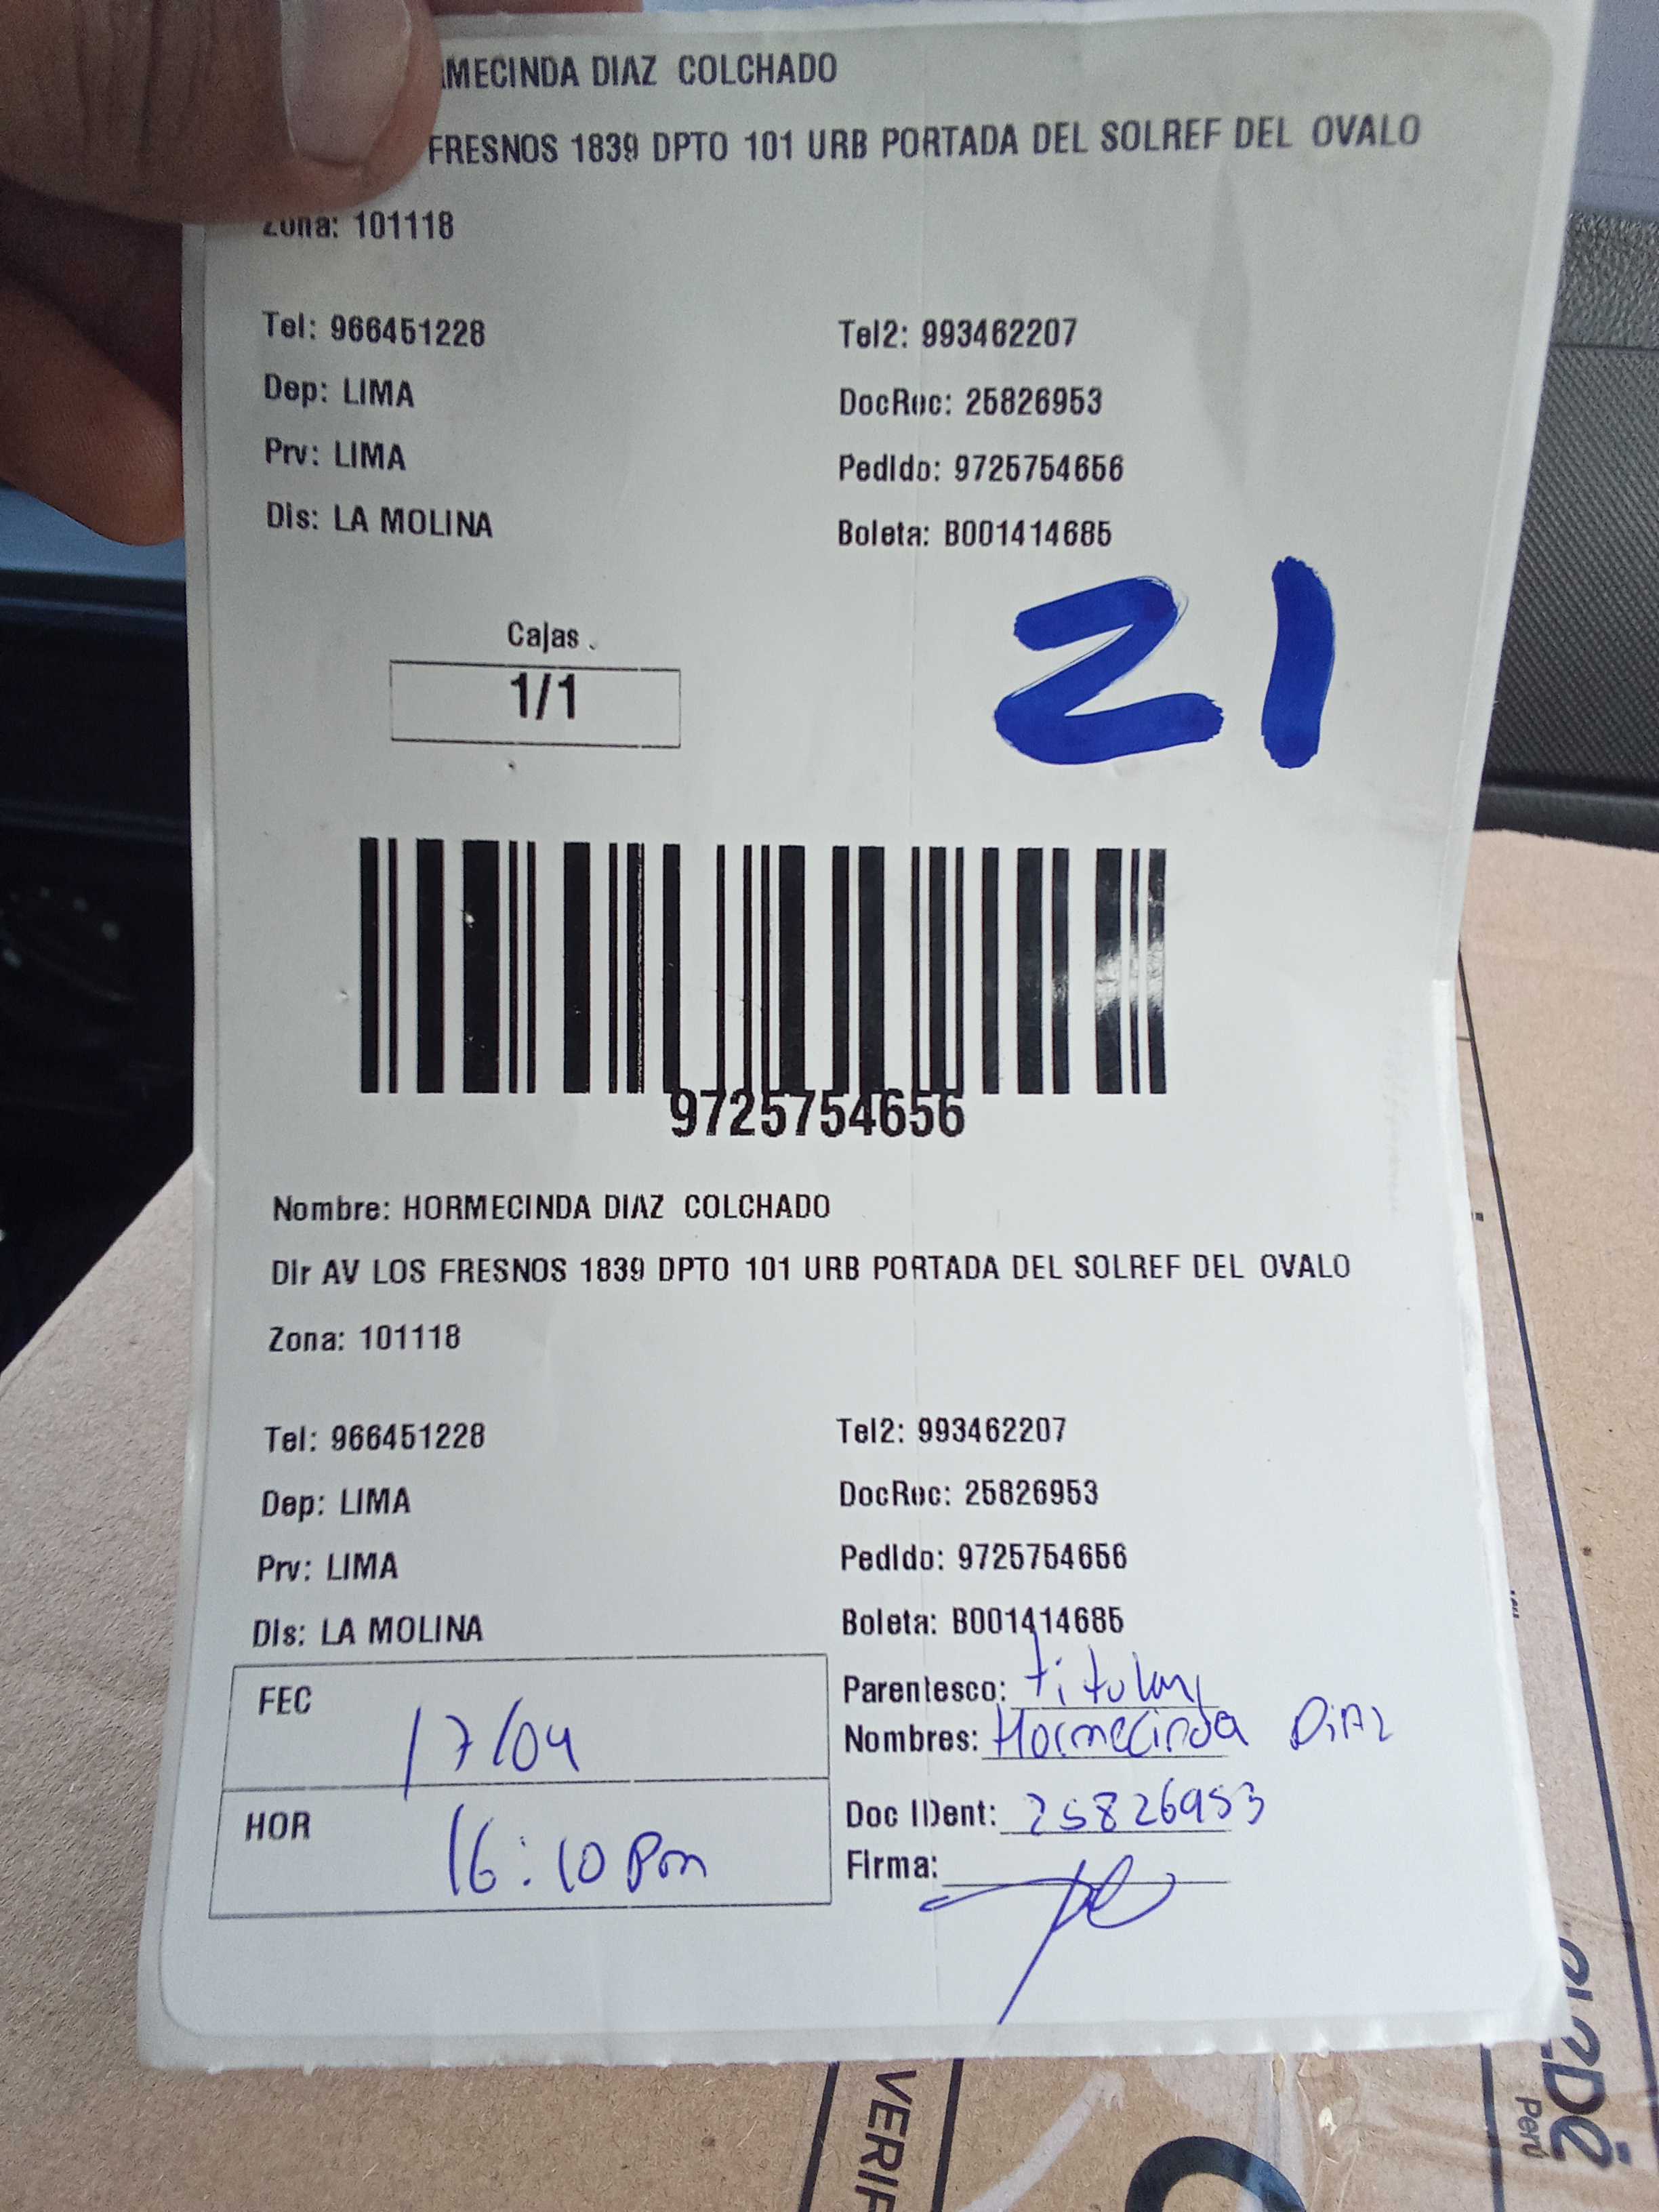 MECINDA DIAZ COLCHADO
FRESNOS 1839 DPTO 101 URB PORTADA DEL SOLREF DEL OVALO
Zona: 101118
Tel: 966451228 Tel2: 993462207
Dep: LIMA DocRec: 25826953
Prv: LIMA Pedido: 9725754656
Dis: LA MOLINA Boleta: B001414685
21
Cajas
1/1
9725754656
Nombre: HORMECINDA DIAZ COLCHADO
Dir AV LOS FRESNOS 1839 DPTO 101 URB PORTADA DEL SOLREF DEL OVALO
Zona: 101118
Tel: 966451228 Tel2: 993462207
Dep: LIMA DocRec: 25826953
Prv: LIMA Pedido: 9725754656
Dis: LA MOLINA Boleta: B001414685
FEC 17/04
HOR 16:10 Pm
Parentesco: titular
Nombres: Hormecinda Diaz
Doc IDent: 25826953
Firma:
VERIF
Perú